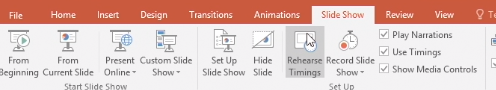 File Home Insert Design Transitions Animations Slide Show Review View
From Beginning
From Current Slide
Present Online
Custom Slide Show
Set Up Slide Show
Hide Slide
Rehearse Timings
Record Slide Show
Play Narrations
Use Timings
Show Media Controls
Start Slide Show
Set Up